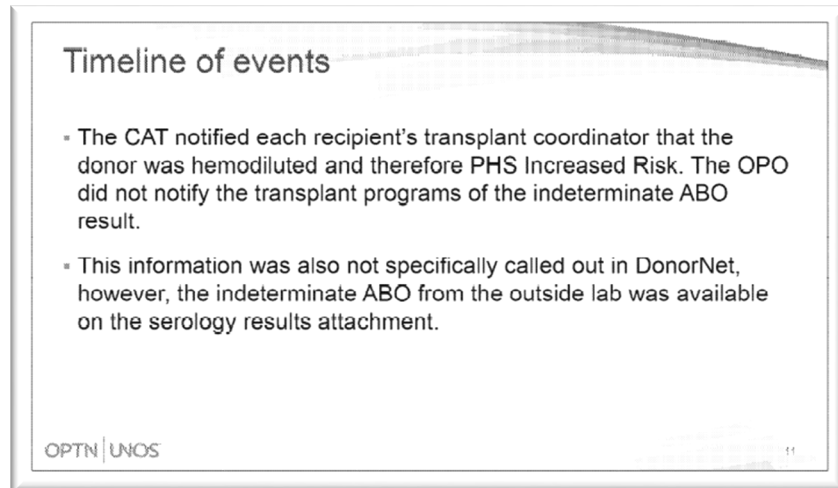 Timeline of events
▪ The CAT notified each recipient's transplant coordinator that the
donor was hemodiluted and therefore PHS Increased Risk. The OPO
did not notify the transplant programs of the indeterminate ABO
result.
▪ This information was also not specifically called out in DonorNet,
however, the indeterminate ABO from the outside lab was available
on the serology results attachment.
OPTN UNOS
11